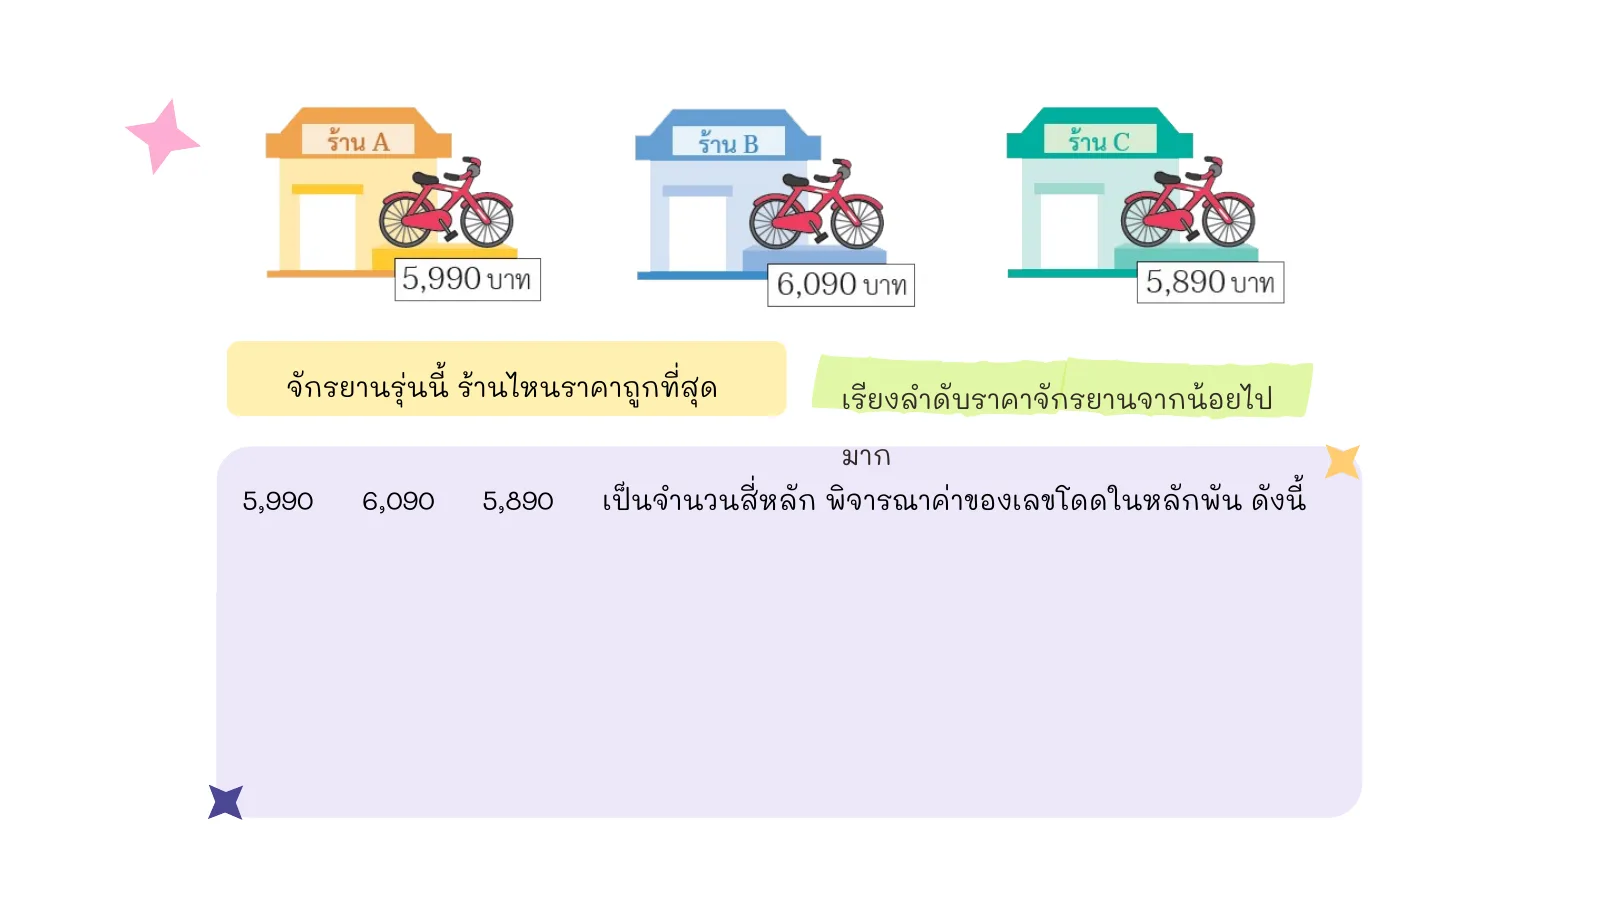 ร้าน A
ร้าน B
ร้าน C
5,990 บาท
6,090 บาท
5,890 บาท
จักรยานรุ่นนี้ ร้านไหนราคาถูกที่สุด
เรียงลำดับราคาจักรยานจากน้อยไป
มาก
5,990 6,090 5,890 เป็นจำนวนสี่หลัก พิจารณาค่าของเลขโดดในหลักพัน ดังนี้